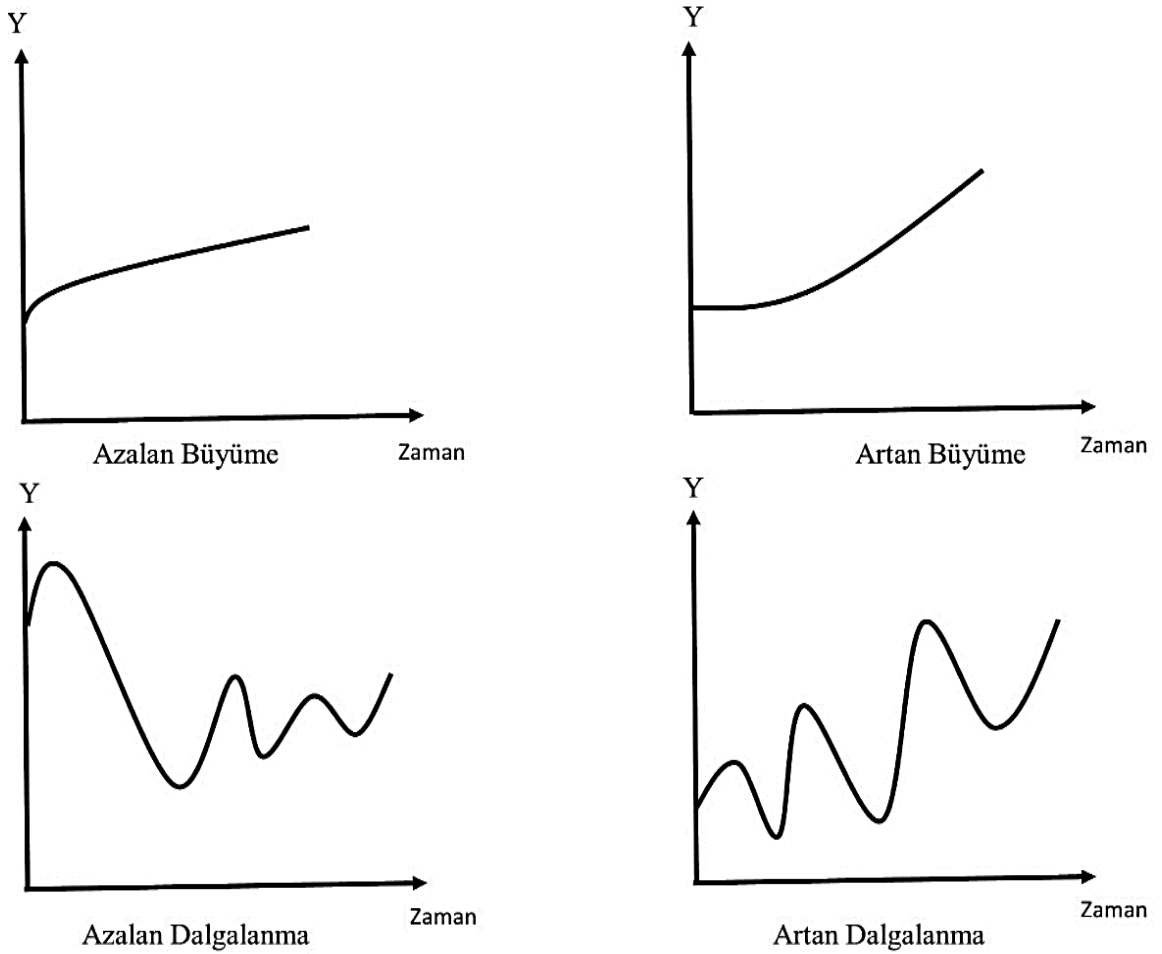 Y
Y
Azalan Büyüme
Zaman
Artan Büyüme
Zaman
Y
Y
Azalan Dalgalanma
Zaman
Artan Dalgalanma
Zaman